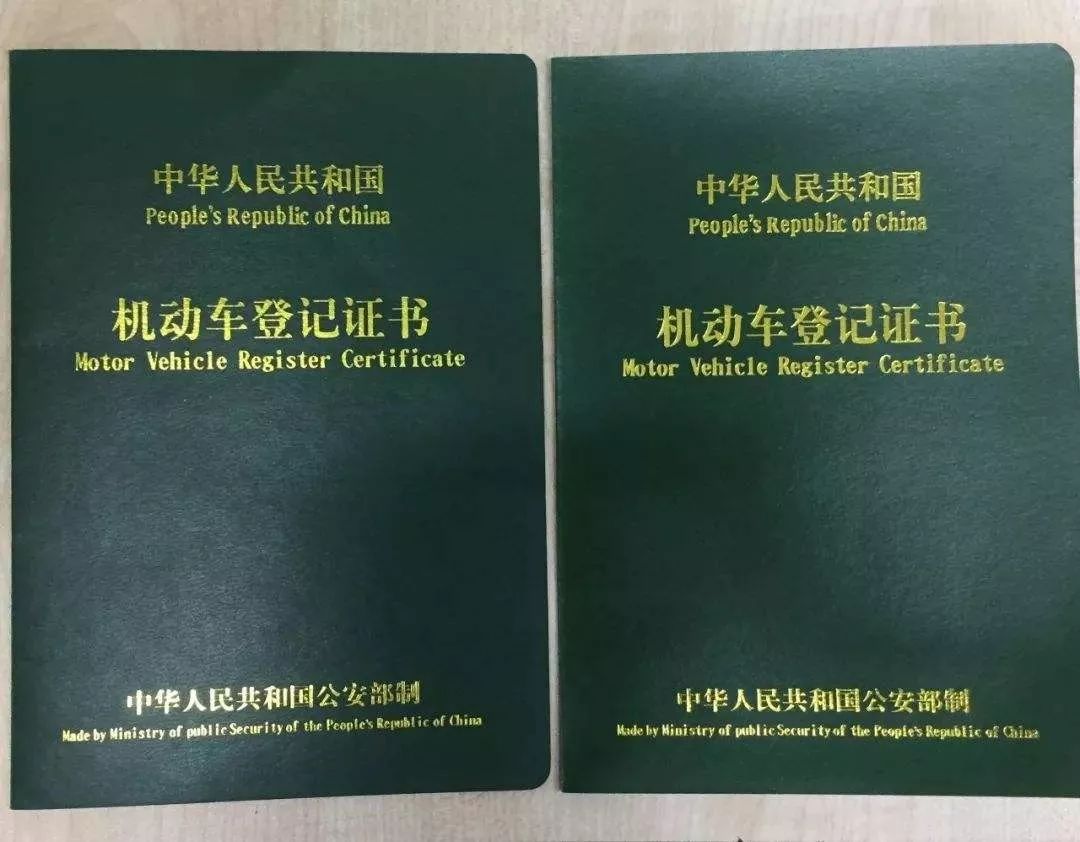 中华人民共和国
People's Republic of China
机动车登记证书
Motor Vehicle Register Certificate
中华人民共和国公安部制
Made by Ministry of public Security of the People's Republic of China
中华人民共和国
People's Republic of China
机动车登记证书
Motor Vehicle Register Certificate
中华人民共和国公安部制
Made by Ministry of public Security of the People's Republic of China